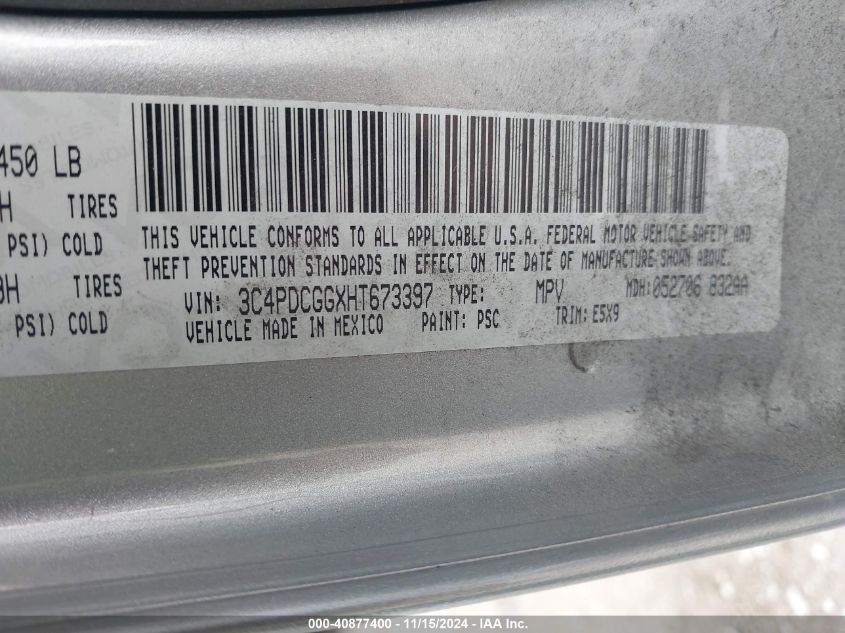 450 LB
H TIRES
PSI) COLD
0H TIRES
PSI) COLD
THIS VEHICLE CONFORMS TO ALL APPLICABLE U.S.A. FEDERAL MOTOR VEHICLE SAFETY AND
THEFT PREVENTION STANDARDS IN EFFECT ON THE DATE OF MANUFACTURE SHOWN ABOVE.
VIN: 3C4PDCGGXHT673397 TYPE: MPV MDH:052706 832AA
VEHICLE MADE IN MEXICO PAINT: PSC TRIM: E5X9
000-40877400 - 11/15/2024 - IAA Inc.